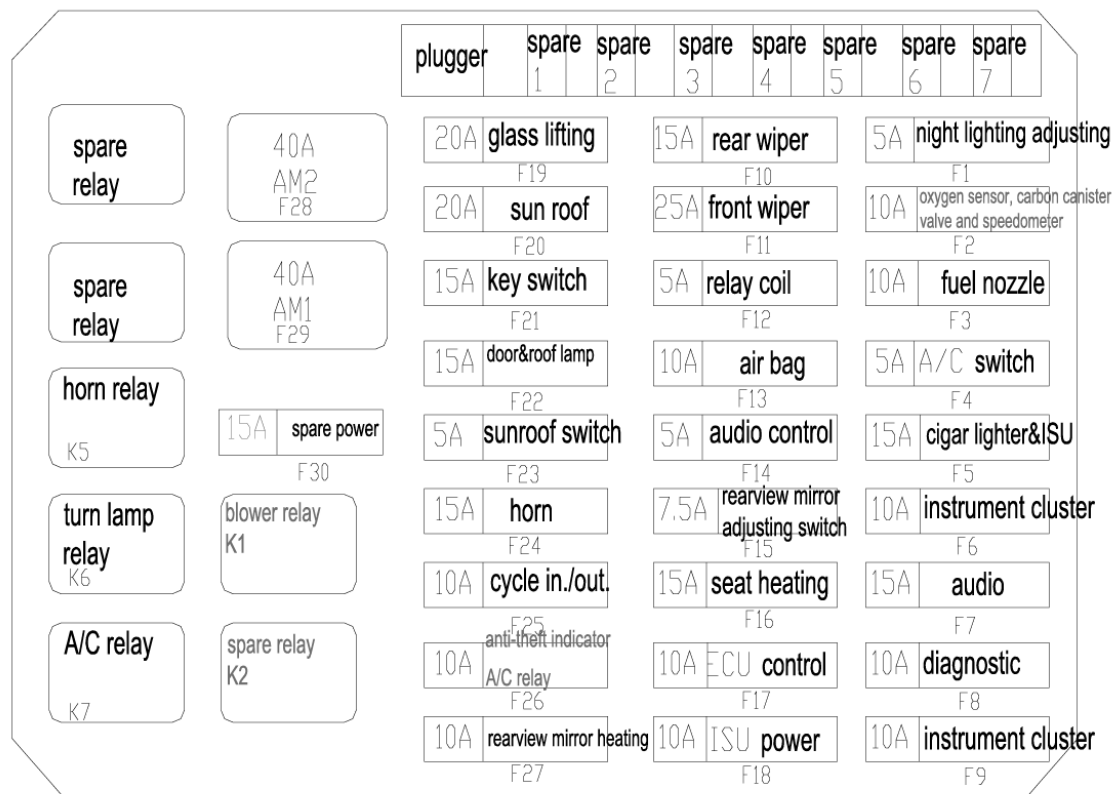 plugger
spare
1
spare
2
spare
3
spare
4
5
spare
6
spare
7
spare
relay
40A
AM2
F28
spare
relay
40A
AM1
F29
horn relay
K5
15A spare power
F30
turn lamp
relay
K6
blower relay
K1
A/C relay
K7
spare relay
K2
20A glass lifting
F19
20A sun roof
F20
15A key switch
F21
15A door&roof lamp
F22
5A sunroof switch
F23
15A horn
F24
10A cycle in./out.
F25
anti-theft indicator
10A A/C relay
F26
10A rearview mirror heating
F27
15A rear wiper
F10
25A front wiper
F11
5A relay coil
F12
10A air bag
F13
5A audio control
F14
7.5A rearview mirror
adjusting switch
F15
15A seat heating
F16
10A ECU control
F17
10A ISU power
F18
5A night lighting adjusting
F1
10A oxygen sensor, carbon canister
valve and speedometer
F2
10A fuel nozzle
F3
5A A/C switch
F4
15A cigar lighter&ISU
F5
10A instrument cluster
F6
15A audio
F7
10A diagnostic
F8
10A instrument cluster
F9